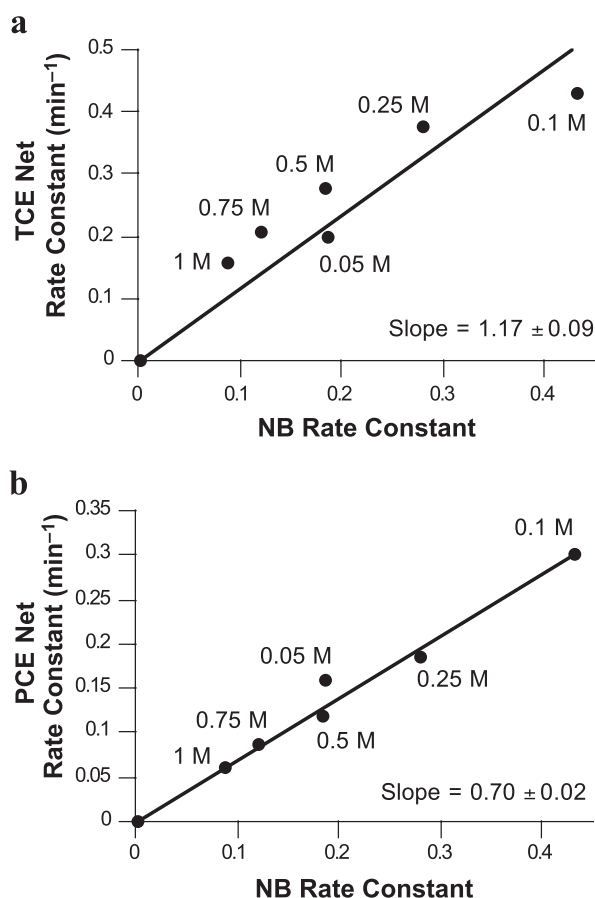 a
TCE Net
Rate Constant (min⁻¹)
0.5
0.4
0.3
0.2
0.1
0
0.25 M
0.1 M
0.5 M
0.75 M
1 M
0.05 M
Slope = 1.17 ±0.09
0
0.1
0.2
0.3
0.4
NB Rate Constant
b
PCE Net
Rate Constant (min⁻¹)
0.35
0.3
0.25
0.2
0.15
0.1
0.05
0
0.1 M
0.05 M
0.25 M
0.75 M
0.5 M
1 M
Slope = 0.70 ±0.02
0
0.1
0.2
0.3
0.4
NB Rate Constant